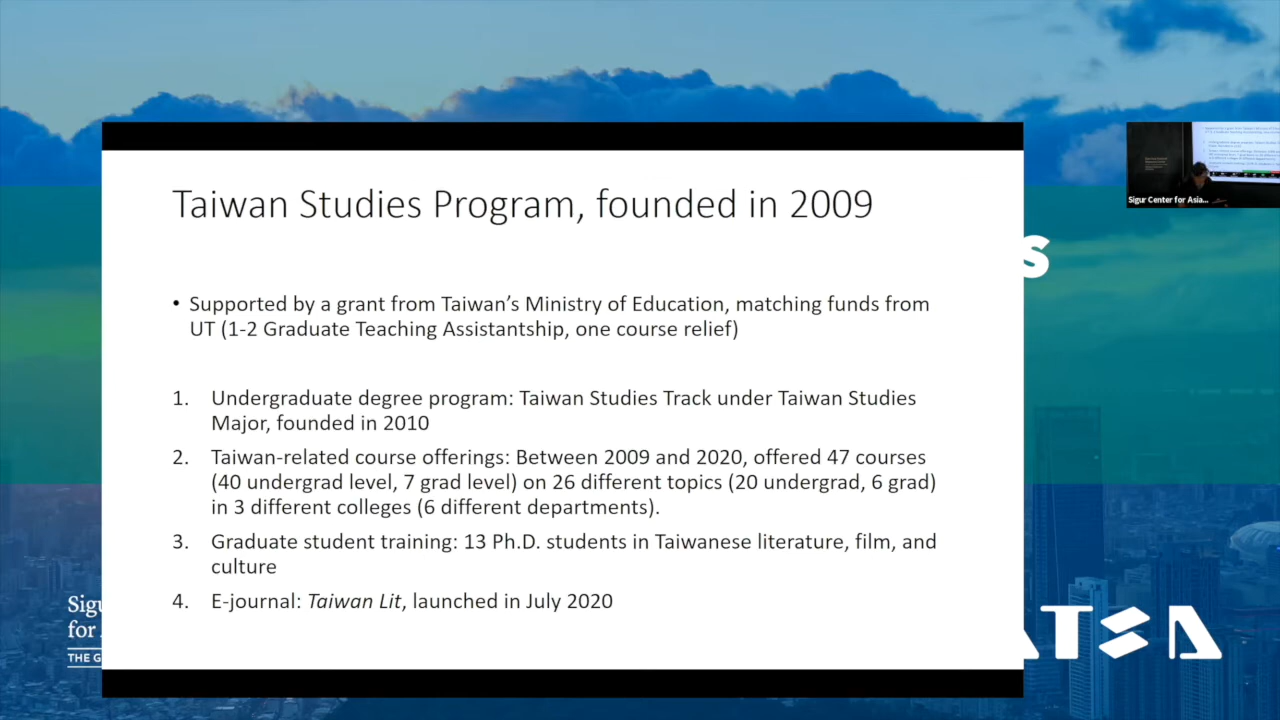 Taiwan Studies Program, founded in 2009
• Supported by a grant from Taiwan’s Ministry of Education, matching funds from
UT (1-2 Graduate Teaching Assistantship, one course relief)
1. Undergraduate degree program: Taiwan Studies Track under Taiwan Studies
Major, founded in 2010
2. Taiwan-related course offerings: Between 2009 and 2020, offered 47 courses
(40 undergrad level, 7 grad level) on 26 different topics (20 undergrad, 6 grad)
in 3 different colleges (6 different departments).
3. Graduate student training: 13 Ph.D. students in Taiwanese literature, film, and
culture
4. E-journal: Taiwan Lit, launched in July 2020
Sigur Center for Asia...
s
Sigu
for
THE G